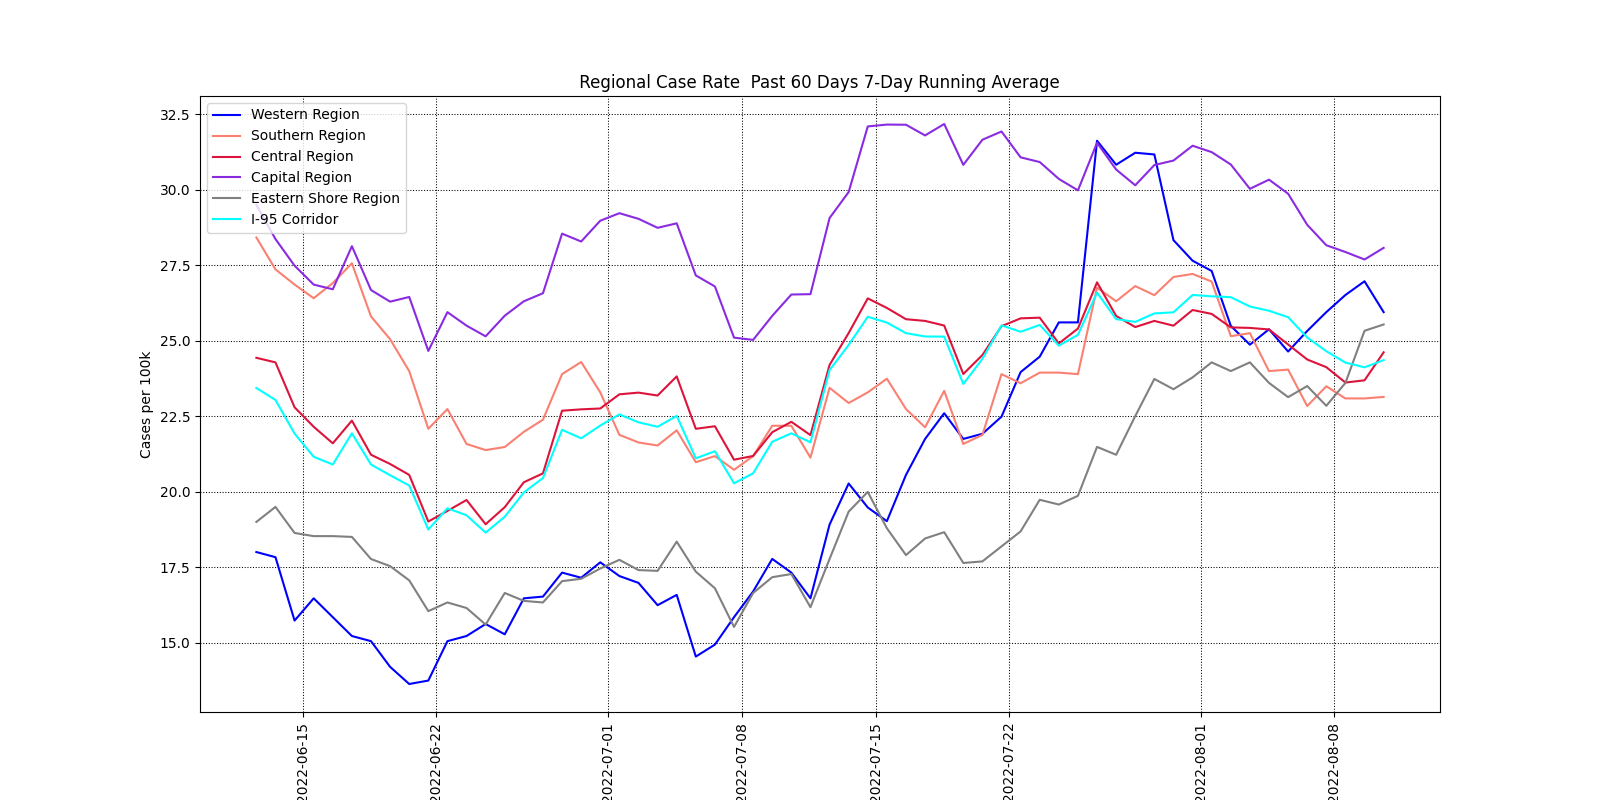 Regional Case Rate  Past 60 Days 7-Day Running Average
Western Region
Southern Region
Central Region
Capital Region
Eastern Shore Region
I-95 Corridor
Cases per 100k
32.5
30.0
27.5
25.0
22.5
20.0
17.5
15.0
2022-06-15
2022-06-22
2022-07-01
2022-07-08
2022-07-15
2022-07-22
2022-08-01
2022-08-08